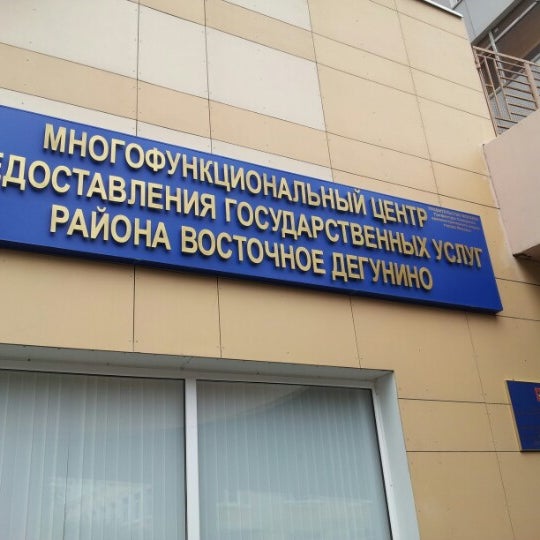 МНОГОФУНКЦИОНАЛЬНЫЙ ЦЕНТР
ЕДОСТАВЛЕНИЯ ГОСУДАРСТВЕННЫХ УСЛУГ
РАЙОНА ВОСТОЧНОЕ ДЕГУНИНО